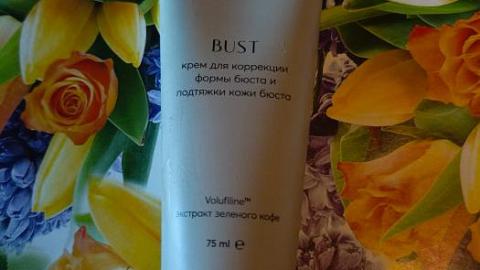 BUST
крем для коррекции
формы бюста и
подтяжки кожи бюста
Volufiline™
экстракт зеленого кофе
75 ml e